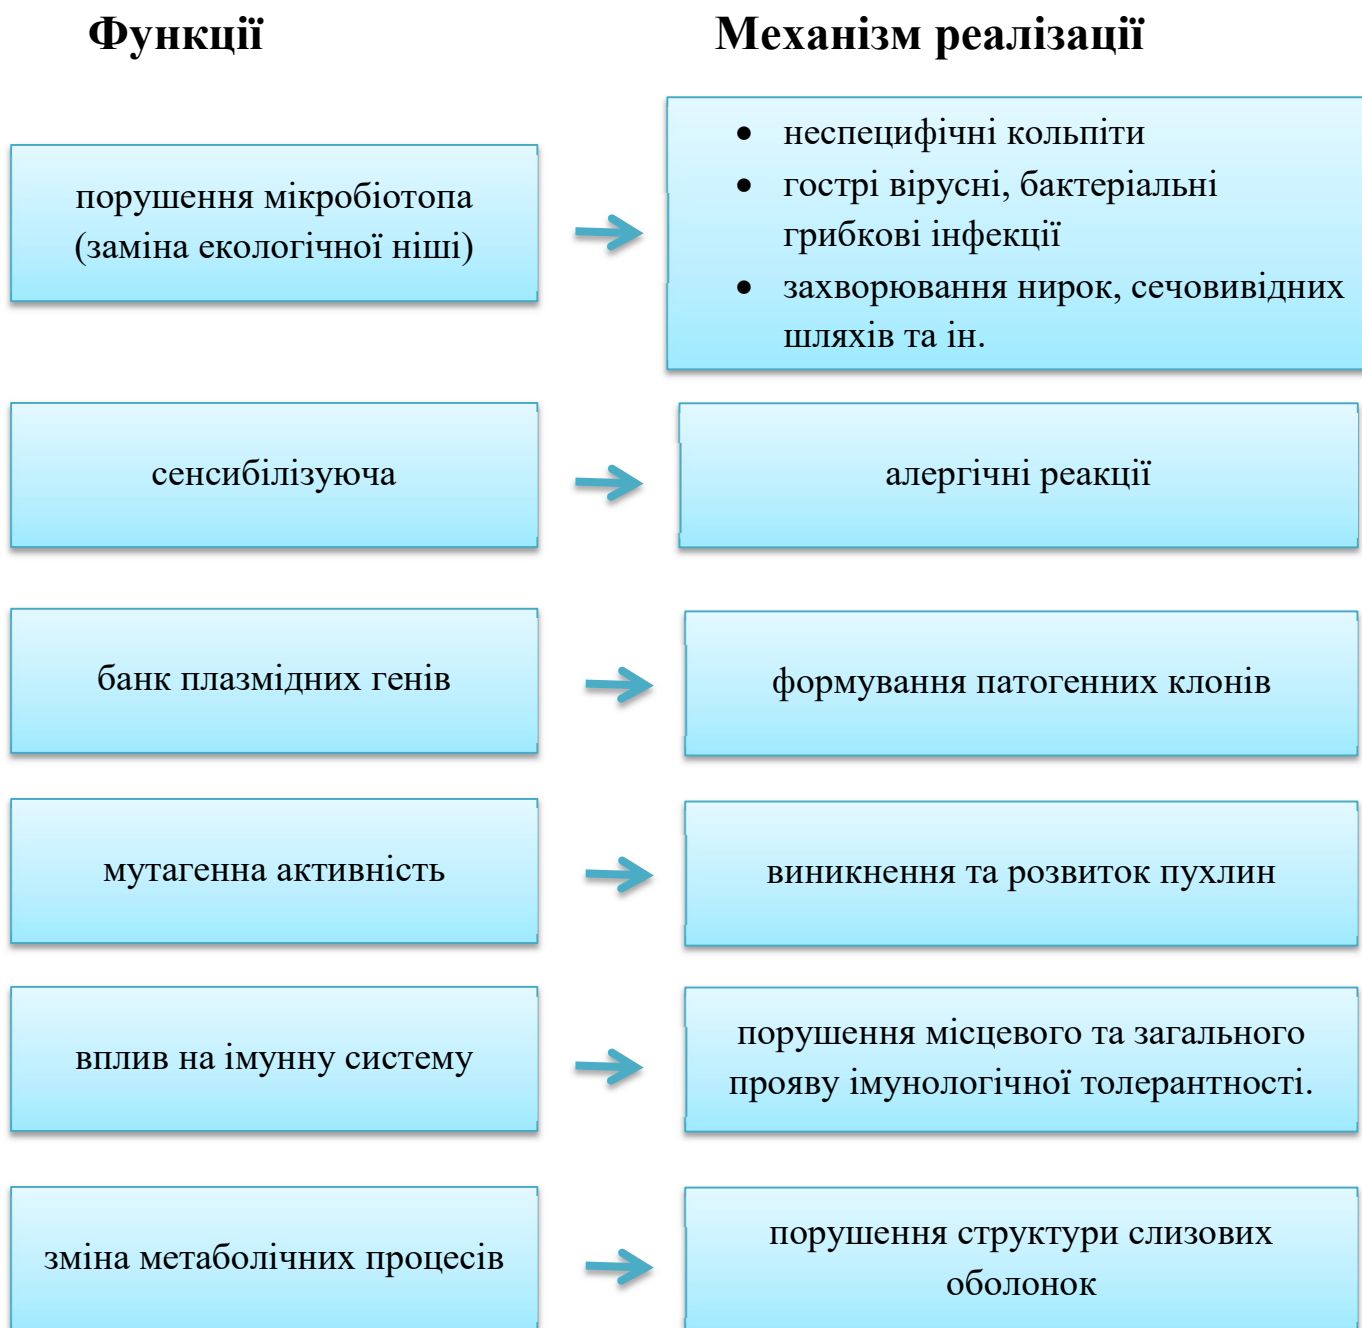 Функції
Механізм реалізації
порушення мікробіотопа
(заміна екологічної ніші)
• неспецифічні кольпіти
• гострі вірусні, бактеріальні
грибкові інфекції
• захворювання нирок, сечовивідних
шляхів та ін.
сенсибілізуюча
алергічні реакції
банк плазмідних генів
формування патогенних клонів
мутагенна активність
виникнення та розвиток пухлин
вплив на імунну систему
порушення місцевого та загального
прояву імунологічної толерантності.
зміна метаболічних процесів
порушення структури слизових
оболонок